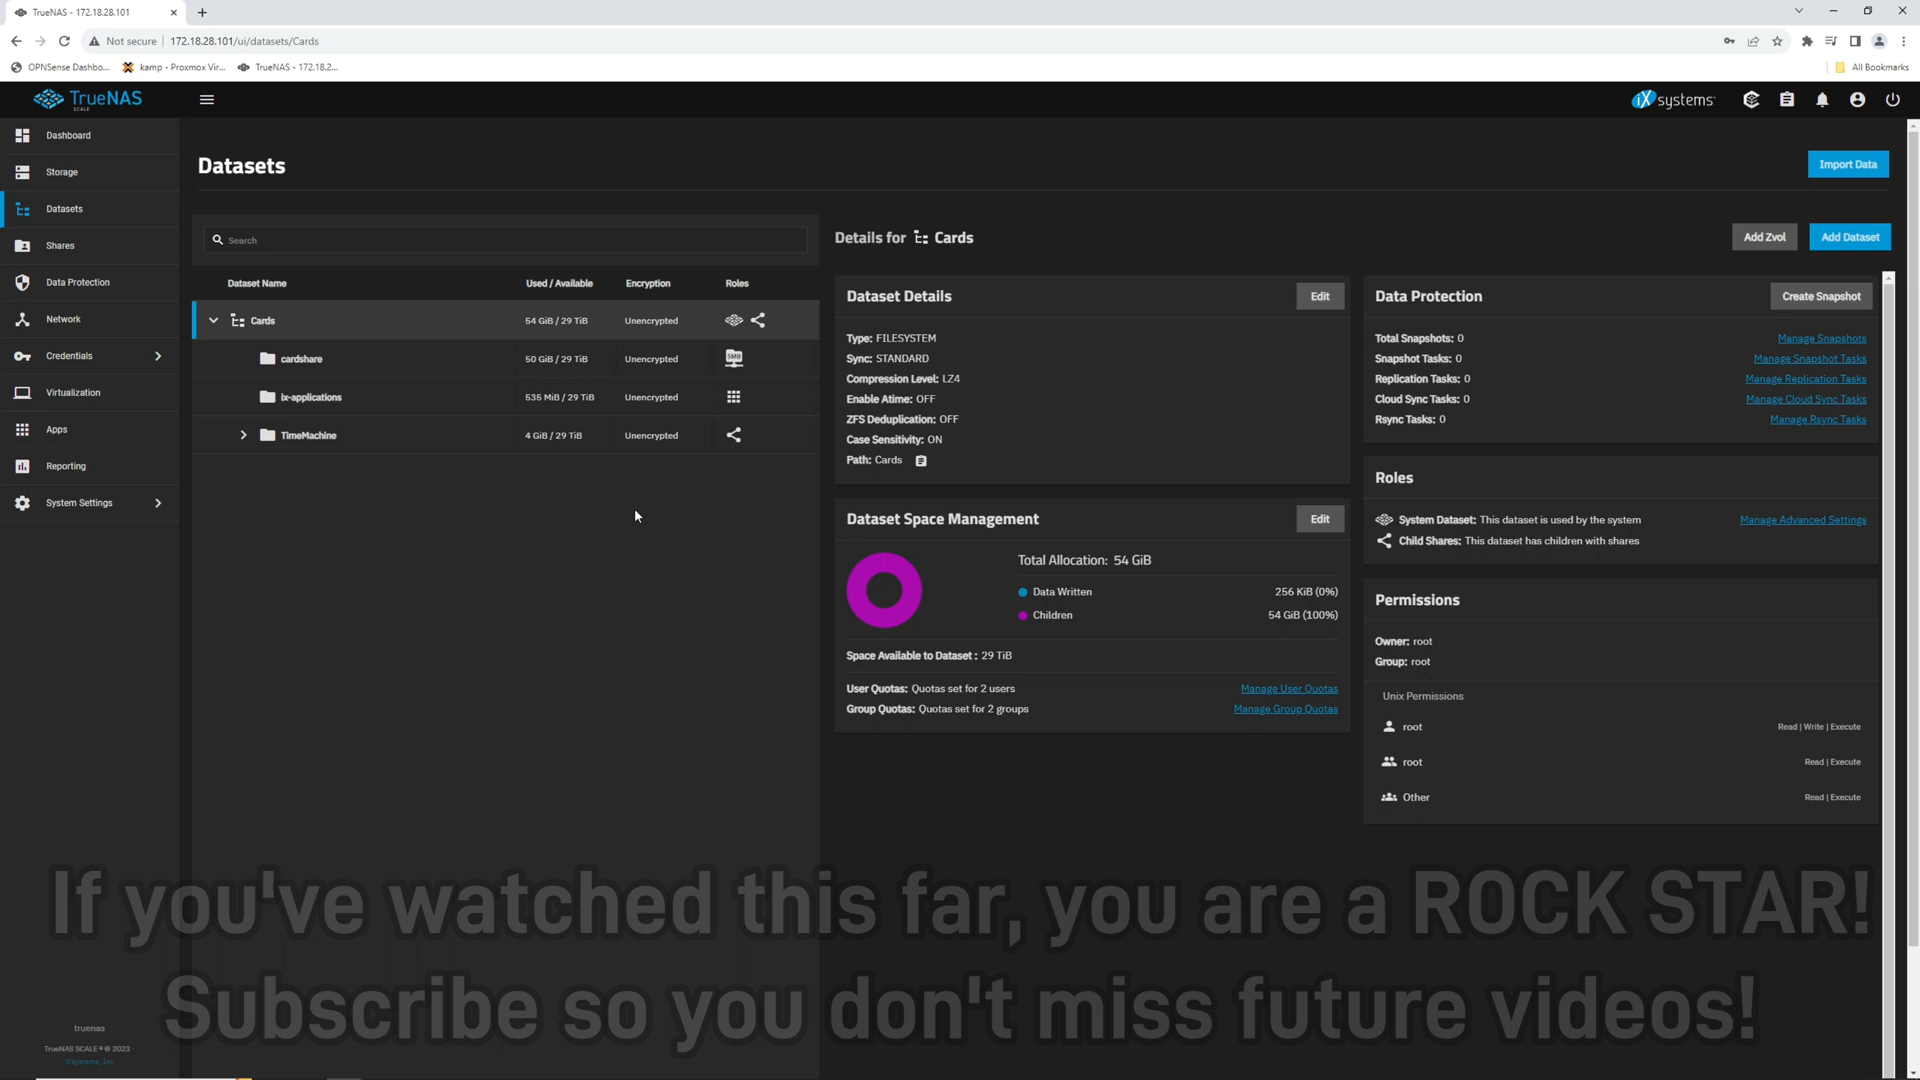 TrueNAS - 172.18.28.101
Not secure
172.18.28.101/ui/datasets/Cards
OPNSense Dashbo...
kamp - Proxmox Vir...
TrueNAS - 172.18.2...
All Bookmarks
TrueNAS
SCALE
iXsystems
Dashboard
Storage
Datasets
Shares
Data Protection
Network
Credentials
Virtualization
Apps
Reporting
System Settings
truenas
TrueNAS SCALE ® © 2023 -
iXsystems, Inc
Datasets
Import Data
Search
Dataset Name Used / Available Encryption Roles
Cards 54 GiB / 29 TiB Unencrypted
cardshare 50 GiB / 29 TiB Unencrypted SMB
ix-applications 535 MiB / 29 TiB Unencrypted
TimeMachine 4 GiB / 29 TiB Unencrypted
Details for Cards
Add Zvol
Add Dataset
Dataset Details
Edit
Type: FILESYSTEM
Sync: STANDARD
Compression Level: LZ4
Enable Atime: OFF
ZFS Deduplication: OFF
Case Sensitivity: ON
Path: Cards
Dataset Space Management
Edit
Total Allocation: 54 GiB
Data Written 256 KiB (0%)
Children 54 GiB (100%)
Space Available to Dataset : 29 TiB
User Quotas: Quotas set for 2 users Manage User Quotas
Group Quotas: Quotas set for 2 groups Manage Group Quotas
Data Protection
Create Snapshot
Total Snapshots: 0 Manage Snapshots
Snapshot Tasks: 0 Manage Snapshot Tasks
Replication Tasks: 0 Manage Replication Tasks
Cloud Sync Tasks: 0 Manage Cloud Sync Tasks
Rsync Tasks: 0 Manage Rsync Tasks
Roles
System Dataset: This dataset is used by the system Manage Advanced Settings
Child Shares: This dataset has children with shares
Permissions
Owner: root
Group: root
Unix Permissions
root Read | Write | Execute
root Read | Execute
Other Read | Execute
If you've watched this far, you are a ROCK STAR!
Subscribe so you don't miss future videos!